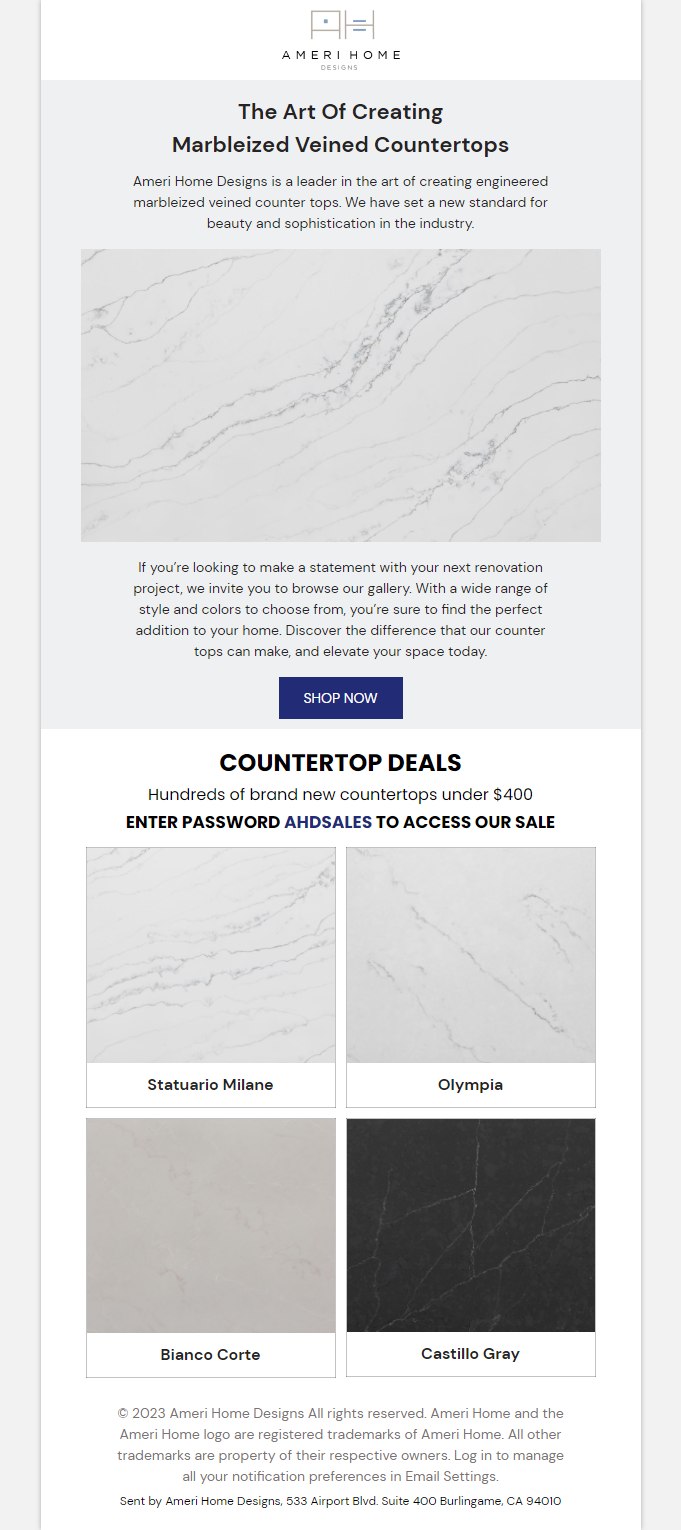 AMERI HOME
DESIGNS
The Art Of Creating
Marbleized Veined Countertops
Ameri Home Designs is a leader in the art of creating engineered
marbleized veined counter tops. We have set a new standard for
beauty and sophistication in the industry.
If you're looking to make a statement with your next renovation
project, we invite you to browse our gallery. With a wide range of
style and colors to choose from, you're sure to find the perfect
addition to your home. Discover the difference that our counter
tops can make, and elevate your space today.
SHOP NOW
COUNTERTOP DEALS
Hundreds of brand new countertops under $400
ENTER PASSWORD AHDSALES TO ACCESS OUR SALE
Statuario Milane
Olympia
Bianco Corte
Castillo Gray
© 2023 Ameri Home Designs All rights reserved. Ameri Home and the
Ameri Home logo are registered trademarks of Ameri Home. All other
trademarks are property of their respective owners. Log in to manage
all your notification preferences in Email Settings.
Sent by Ameri Home Designs, 533 Airport Blvd. Suite 400 Burlingame, CA 94010